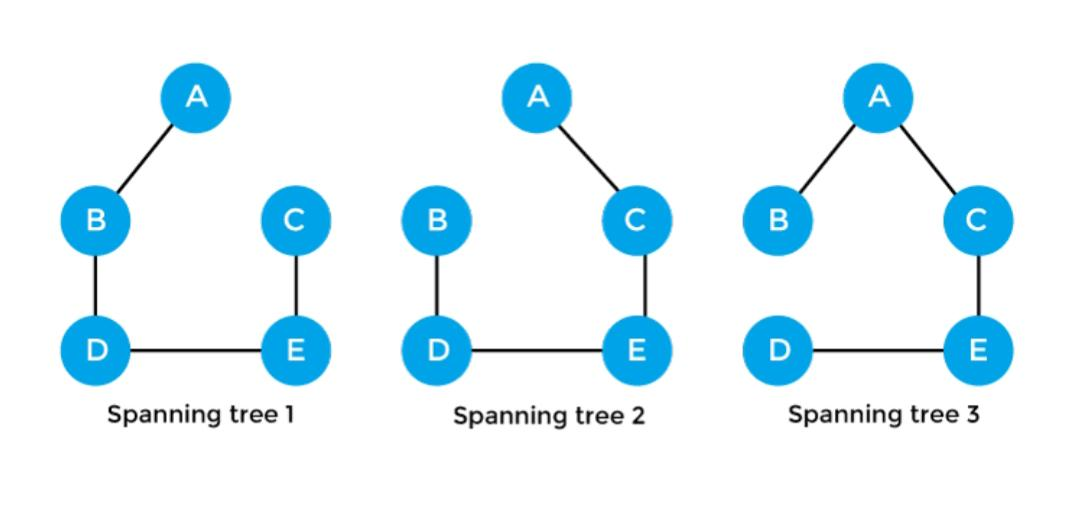 A A A
B C B C B C
D E D E D E
Spanning tree 1 Spanning tree 2 Spanning tree 3